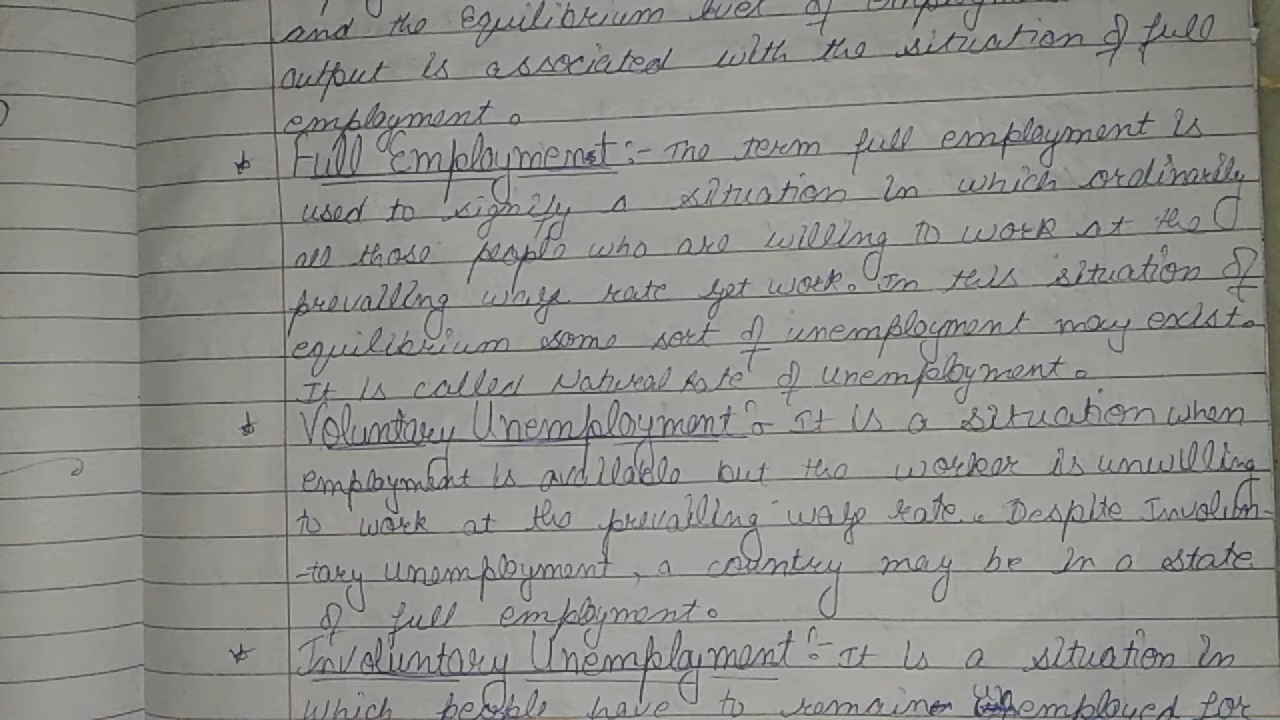 and the equilibrium level of
output is associated with the situation of full
employment.
* Full Employment :- The term full employment is
used to signify a situation in which ordinarily
all those people who are willing to work at the
prevailing wage rate get work. In this situation of
equilibrium some sort of unemployment may exist.
It is called Natural Rate of unemployment.
* Voluntary Unemployment :- It is a situation when
employment is available but the worker is unwilling
to work at the prevailing wage rate. Despite Involun-
-tary unemployment, a country may be in a state
of full employment.
* Involuntary Unemployment :- It is a situation in
which people have to remain unemployed for